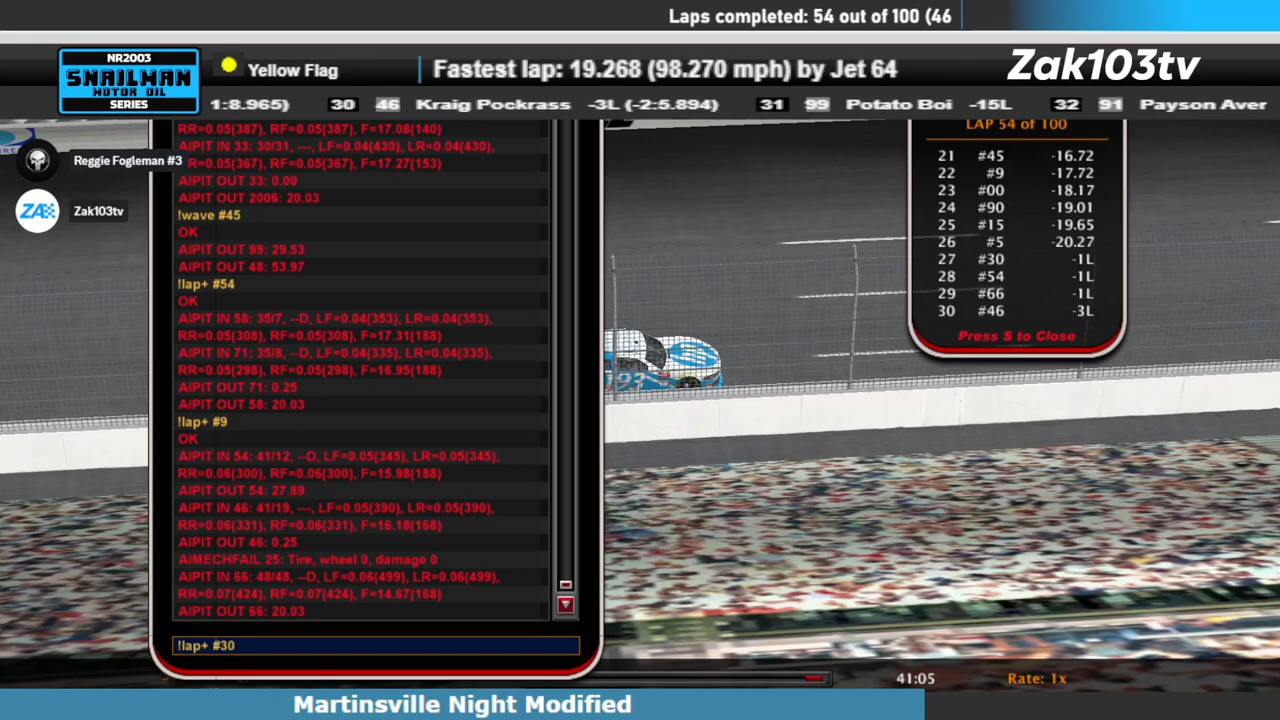 Laps completed: 54 out of 100 (46
NR2003
SNAILMAN
MOTOR OIL
SERIES
Yellow Flag
Fastest lap: 19.268 (98.270 mph) by Jet 64
Zak103tv
1:8.965) 30 46 Kraig Pockrass -3L (-2:5.894) 31 99 Potato Boi -15L 32 91 Payson Aver
RR=0.05(387), RF=0.05(387), F=17.08(140)
AIPIT IN 33: 30/31, ---, LF=0.04(430), LR=0.04(430),
RR=0.05(367), RF=0.05(367), F=17.27(153)
AIPIT OUT 33: 0.00
AIPIT OUT 2006: 20.03
!wave #45
OK
AIPIT OUT 99: 29.53
AIPIT OUT 48: 53.97
!lap+ #54
OK
AIPIT IN 58: 35/7, --D, LF=0.04(353), LR=0.04(353),
RR=0.05(308), RF=0.05(308), F=17.31(188)
AIPIT IN 71: 35/8, --D, LF=0.04(335), LR=0.04(335),
RR=0.05(298), RF=0.05(298), F=16.95(188)
AIPIT OUT 71: 0.25
AIPIT OUT 58: 20.03
!lap+ #9
OK
AIPIT IN 54: 41/12, --D, LF=0.05(345), LR=0.05(345),
RR=0.06(300), RF=0.06(300), F=15.98(188)
AIPIT OUT 54: 27.89
AIPIT IN 46: 41/19, ---, LF=0.05(390), LR=0.05(390),
RR=0.06(331), RF=0.06(331), F=16.18(168)
AIPIT OUT 46: 0.25
AIMECHFAIL 25: Tire, wheel 0, damage 0
AIPIT IN 66: 48/48, --D, LF=0.06(499), LR=0.06(499),
RR=0.07(424), RF=0.07(424), F=14.67(168)
AIPIT OUT 66: 20.03
!lap+ #30
Reggie Fogleman #3
ZA
Zak103tv
LAP 54 of 100
21 #45 -16.72
22 #9 -17.72
23 #00 -18.17
24 #90 -19.01
25 #15 -19.65
26 #5 -20.27
27 #30 -1L
28 #54 -1L
29 #66 -1L
30 #46 -3L
Press S to Close
41:05 Rate: 1x
Martinsville Night Modified